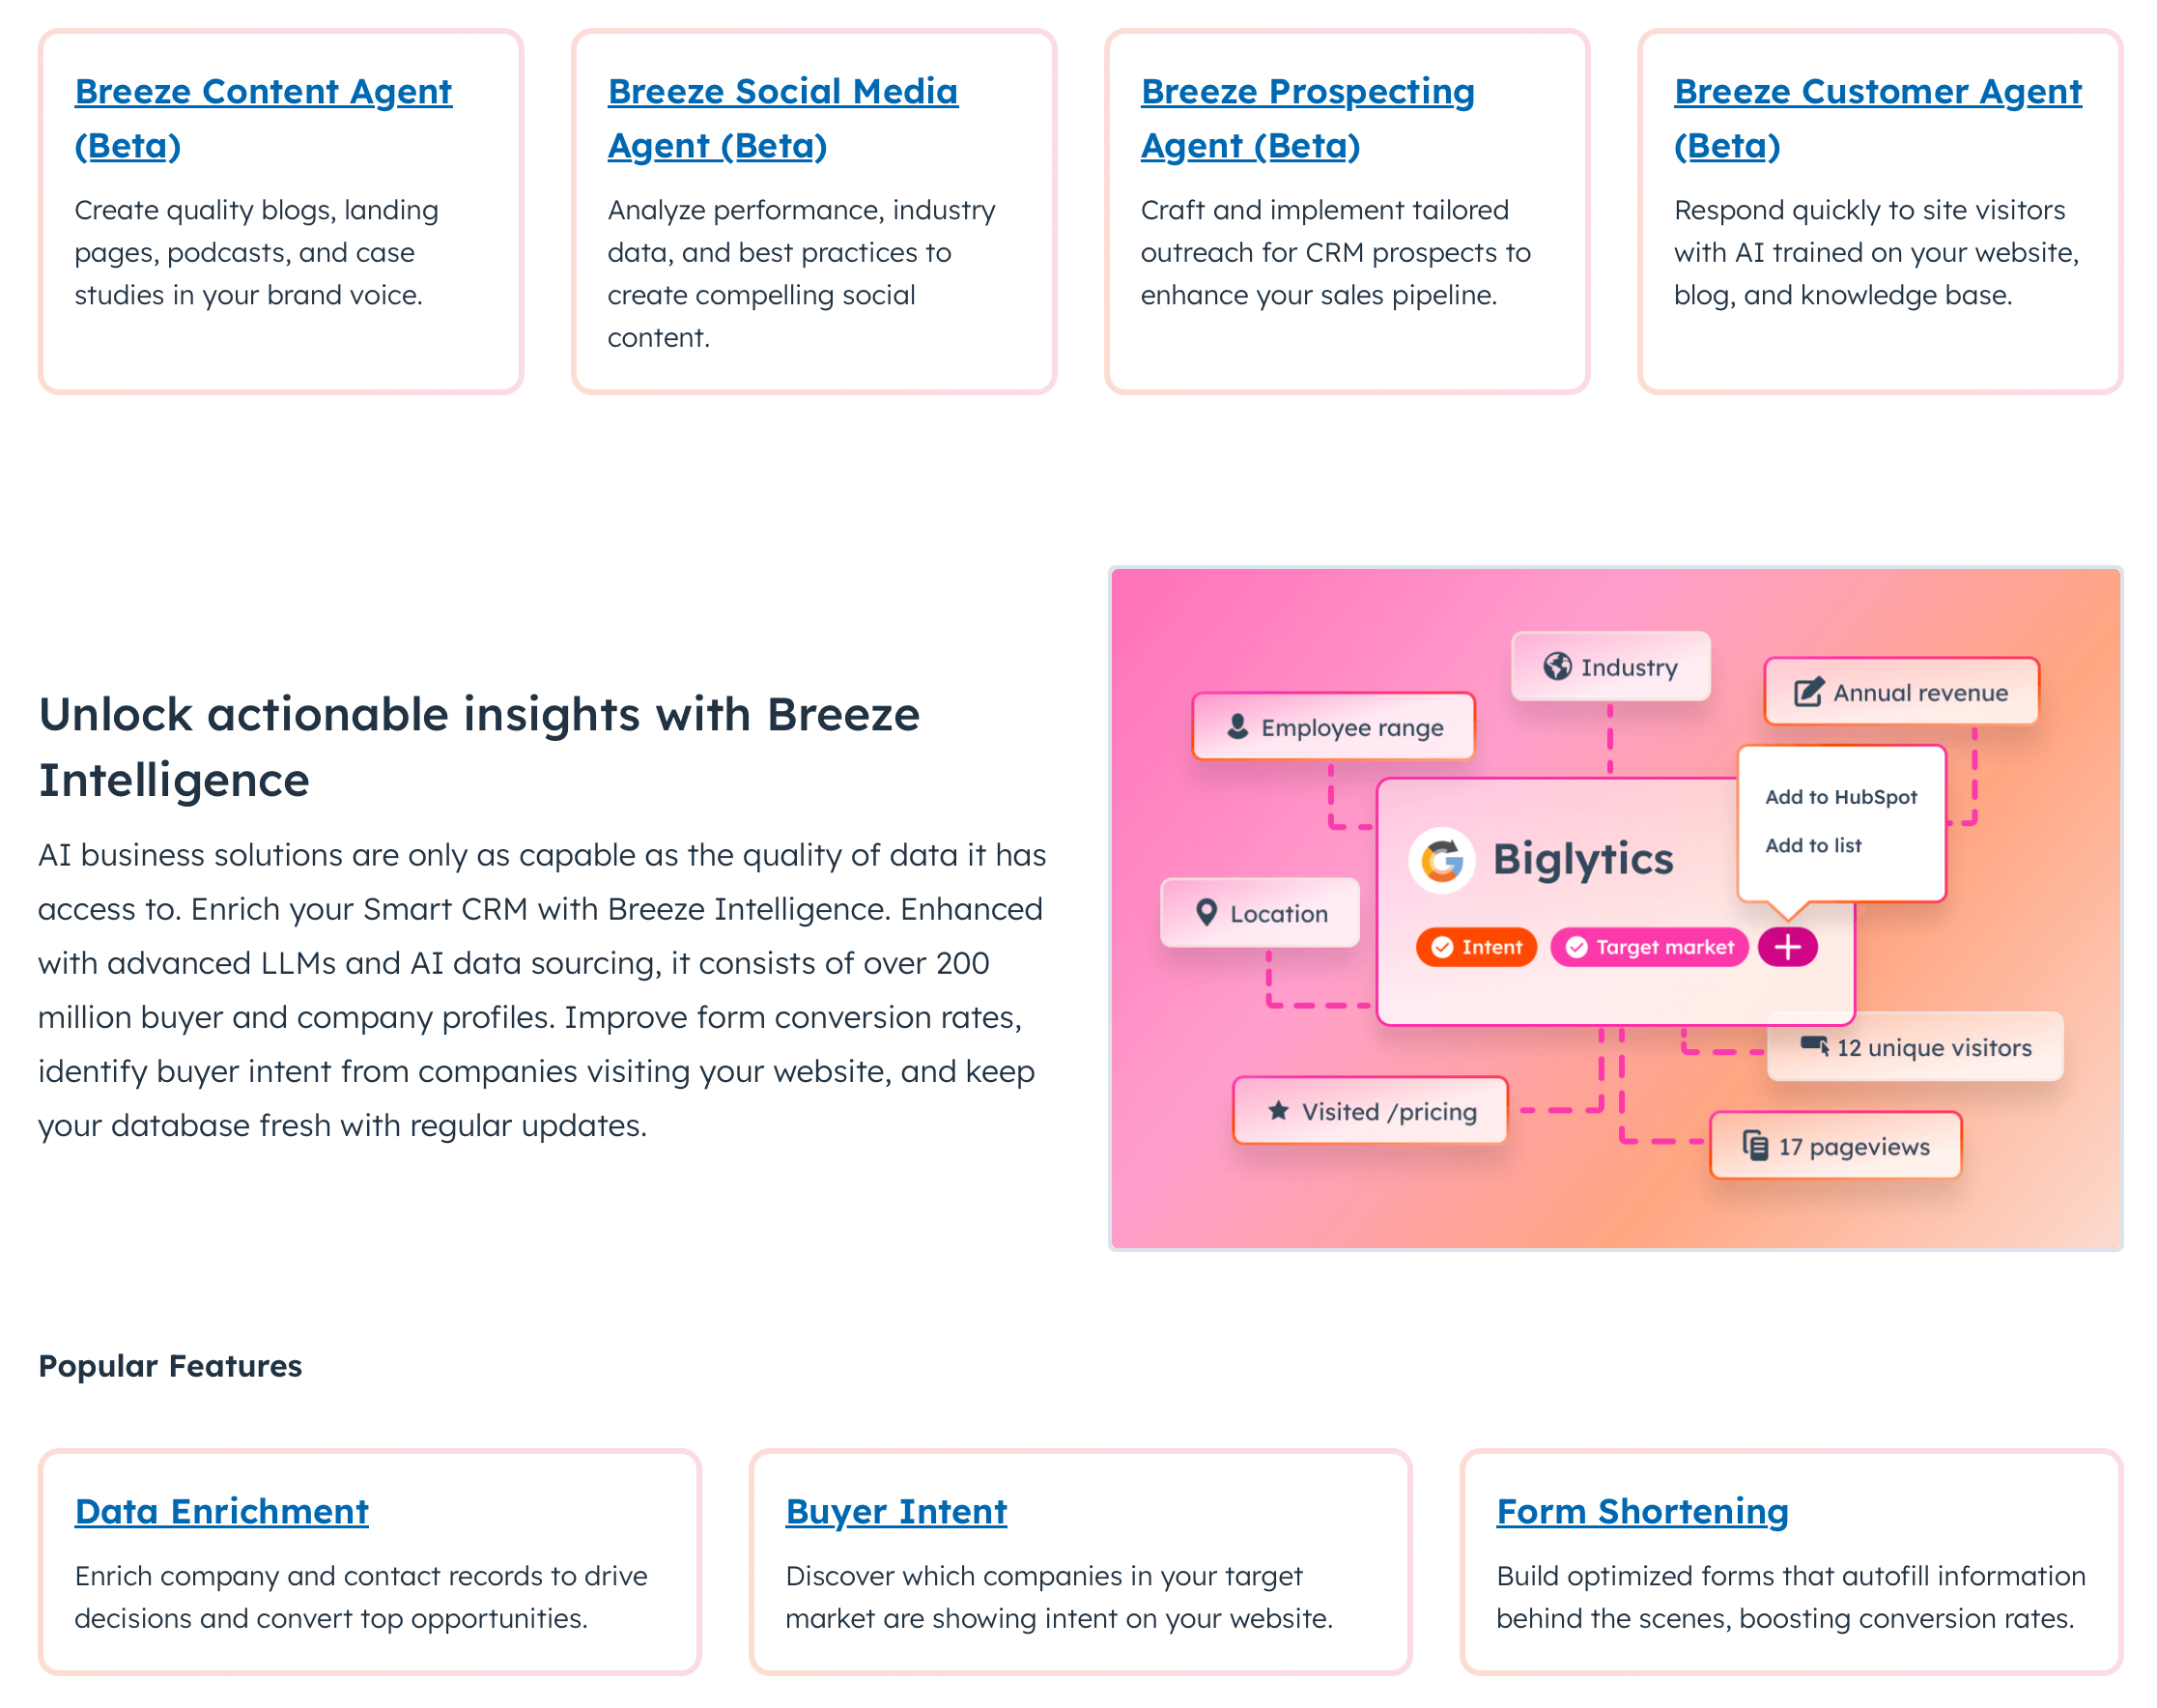 Breeze Content Agent
(Beta)
Create quality blogs, landing
pages, podcasts, and case
studies in your brand voice.
Breeze Social Media
Agent (Beta)
Analyze performance, industry
data, and best practices to
create compelling social
content.
Breeze Prospecting
Agent (Beta)
Craft and implement tailored
outreach for CRM prospects to
enhance your sales pipeline.
Breeze Customer Agent
(Beta)
Respond quickly to site visitors
with AI trained on your website,
blog, and knowledge base.
Unlock actionable insights with Breeze
Intelligence
AI business solutions are only as capable as the quality of data it has
access to. Enrich your Smart CRM with Breeze Intelligence. Enhanced
with advanced LLMs and AI data sourcing, it consists of over 200
million buyer and company profiles. Improve form conversion rates,
identify buyer intent from companies visiting your website, and keep
your database fresh with regular updates.
Industry
Annual revenue
Employee range
Add to HubSpot
Add to list
Biglytics
Location
Intent
Target market
12 unique visitors
Visited /pricing
17 pageviews
Popular Features
Data Enrichment
Enrich company and contact records to drive
decisions and convert top opportunities.
Buyer Intent
Discover which companies in your target
market are showing intent on your website.
Form Shortening
Build optimized forms that autofill information
behind the scenes, boosting conversion rates.